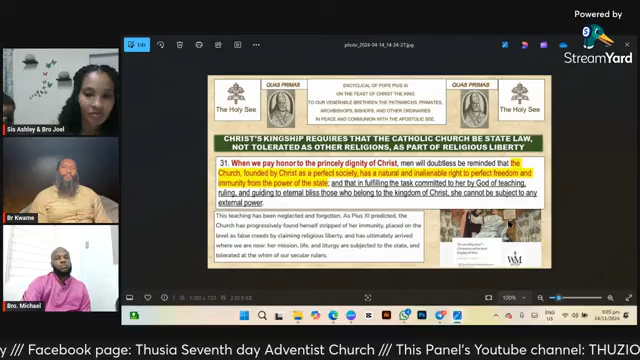 Powered by
StreamYard
Edit
photo_2024-04-14_14-24-27.jpg
QUAS PRIMAS
QUAS PRIMAS
The Holy See
The Holy See
ENCYCLICAL OF POPE PIUS XI
ON THE FEAST OF CHRIST THE KING
TO OUR VENERABLE BRETHREN THE PATRIARCHS, PRIMATES,
ARCHBISHOPS, BISHOPS, AND OTHER ORDINARIES
IN PEACE AND COMMUNION WITH THE APOSTOLIC SEE.
CHRIST'S KINGSHIP REQUIRES THAT THE CATHOLIC CHURCH BE STATE LAW,
NOT TOLERATED AS OTHER RELIGIONS, AS PART OF RELIGIOUS LIBERTY
31. When we pay honor to the princely dignity of Christ, men will doubtless be reminded that the
Church, founded by Christ as a perfect society, has a natural and inalienable right to perfect freedom and
immunity from the power of the state; and that in fulfilling the task committed to her by God of teaching,
ruling, and guiding to eternal bliss those who belong to the kingdom of Christ, she cannot be subject to any
external power.
This teaching has been neglected and forgotten. As Pius XI predicted, the
Church has progressively found herself stripped of her immunity, placed on the
level as false creeds by claiming religious liberty, and has ultimately arrived
where we are now: her mission, life, and liturgy are subjected to the state, and
tolerated at the whim of our secular rulers.
WM
Sis Ashley & Bro Joel
Br Kwame
Bro. Michael
1280 x 720
230.9 KB
100%
ENG
US
9:05 PM
24/11/2024
y /// Facebook page: Thusia Seventh day Adventist Church /// This Panel's Youtube channel: THUZIO